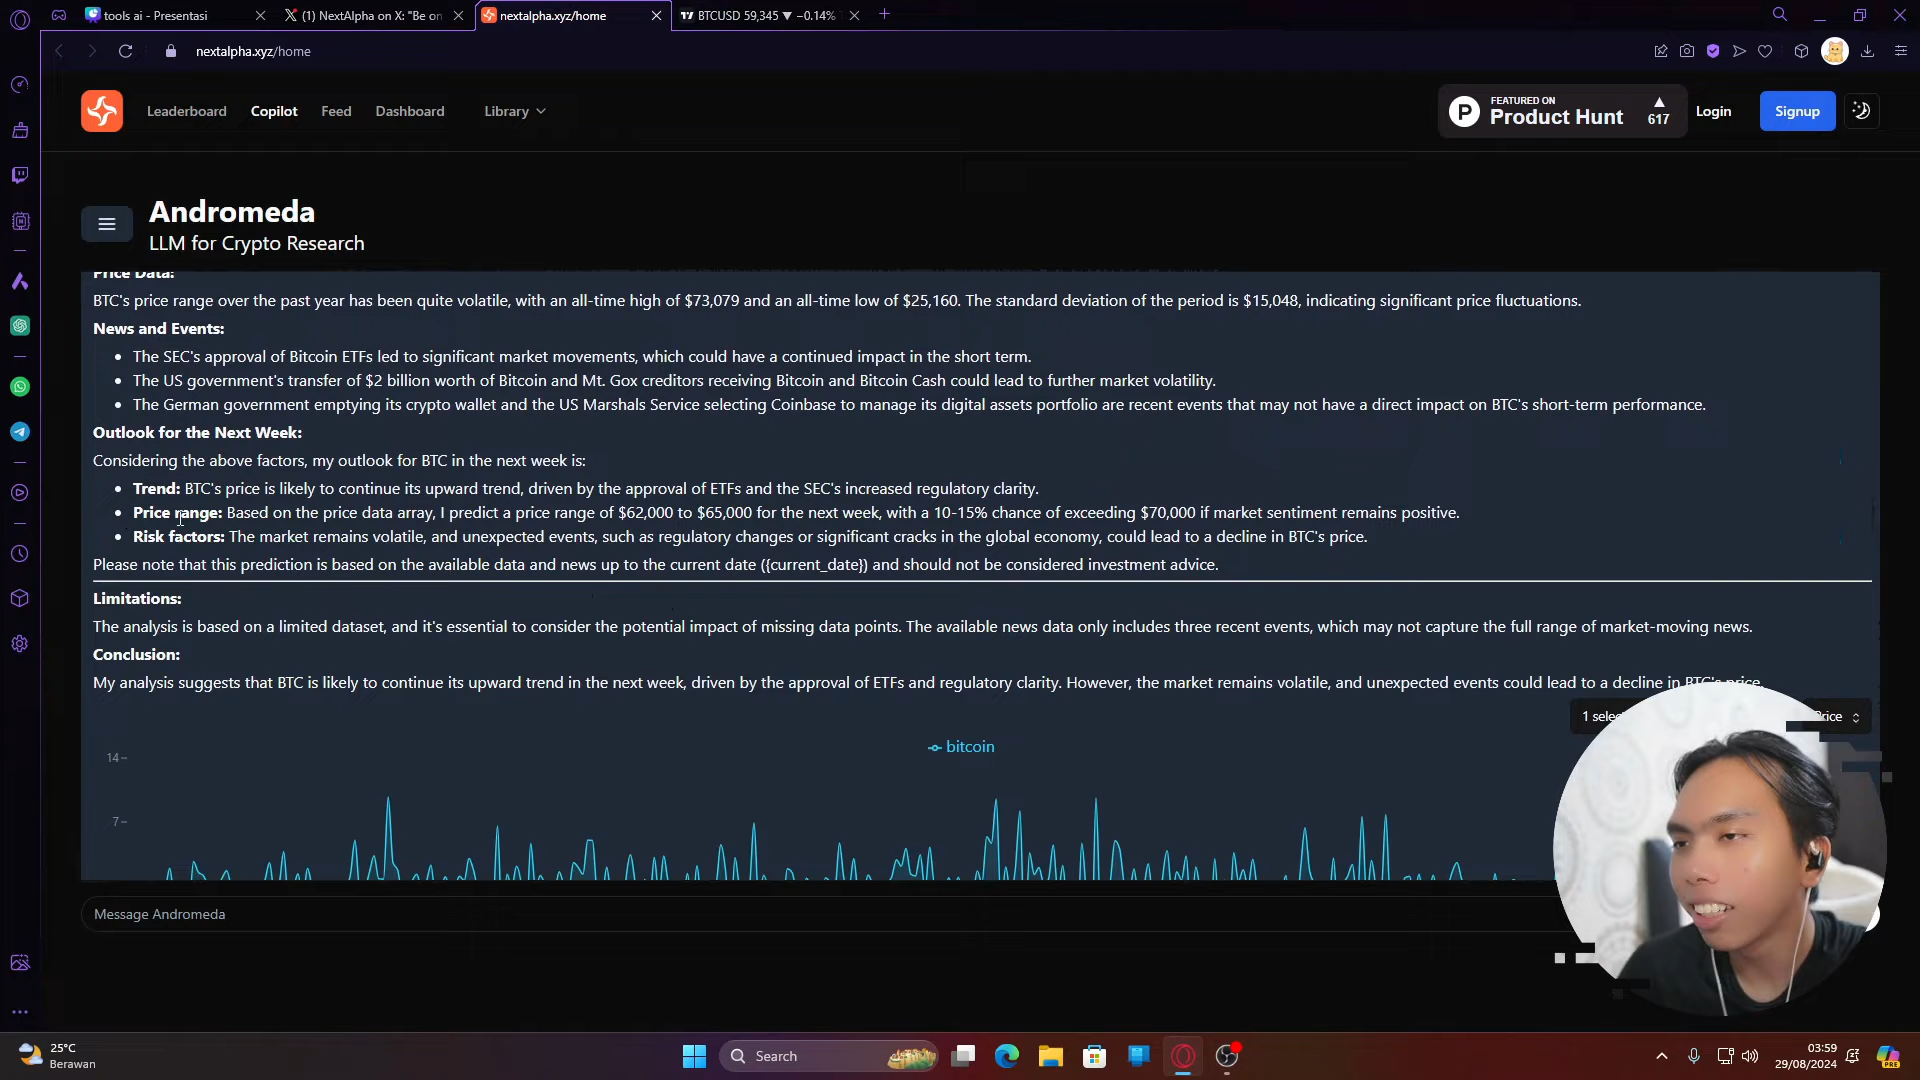 tools ai - Presentasi
(1) NextAlpha on X: "Be on
nextalpha.xyz/home
BTCUSD 59,345 ▼ −0.14%
nextalpha.xyz/home
Leaderboard
Copilot
Feed
Dashboard
Library
P
FEATURED ON
Product Hunt
▲
617
Login
Signup
Andromeda
LLM for Crypto Research
Price Data:
BTC's price range over the past year has been quite volatile, with an all-time high of $73,079 and an all-time low of $25,160. The standard deviation of the period is $15,048, indicating significant price fluctuations.
News and Events:
• The SEC's approval of Bitcoin ETFs led to significant market movements, which could have a continued impact in the short term.
• The US government's transfer of $2 billion worth of Bitcoin and Mt. Gox creditors receiving Bitcoin and Bitcoin Cash could lead to further market volatility.
• The German government emptying its crypto wallet and the US Marshals Service selecting Coinbase to manage its digital assets portfolio are recent events that may not have a direct impact on BTC's short-term performance.
Outlook for the Next Week:
Considering the above factors, my outlook for BTC in the next week is:
• Trend: BTC's price is likely to continue its upward trend, driven by the approval of ETFs and the SEC's increased regulatory clarity.
• Price range: Based on the price data array, I predict a price range of $62,000 to $65,000 for the next week, with a 10-15% chance of exceeding $70,000 if market sentiment remains positive.
• Risk factors: The market remains volatile, and unexpected events, such as regulatory changes or significant cracks in the global economy, could lead to a decline in BTC's price.
Please note that this prediction is based on the available data and news up to the current date ({current_date}) and should not be considered investment advice.
Limitations:
The analysis is based on a limited dataset, and it's essential to consider the potential impact of missing data points. The available news data only includes three recent events, which may not capture the full range of market-moving news.
Conclusion:
My analysis suggests that BTC is likely to continue its upward trend in the next week, driven by the approval of ETFs and regulatory clarity. However, the market remains volatile, and unexpected events could lead to a decline in BTC's price.
1
Price
bitcoin
14
7
Message Andromeda
25°C
Berawan
Search
03:59
29/08/2024
PRE